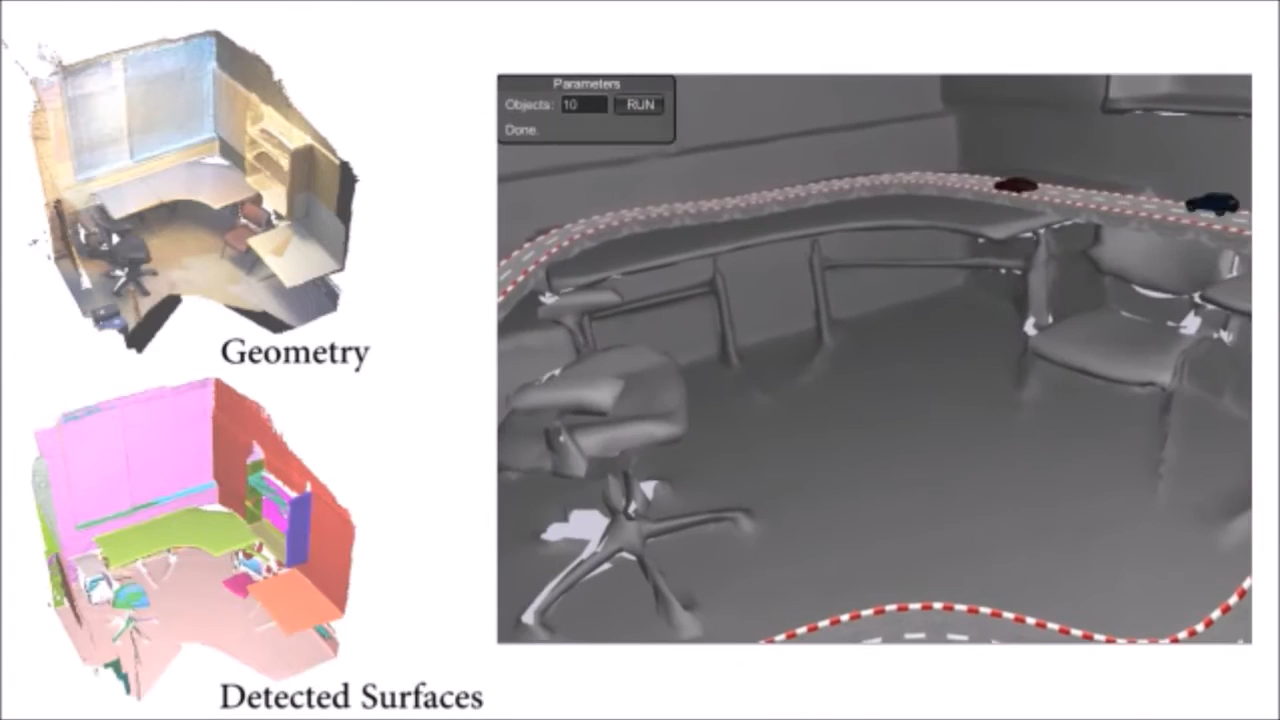 Geometry
Detected Surfaces
Parameters
Objects: 10 RUN
Done.